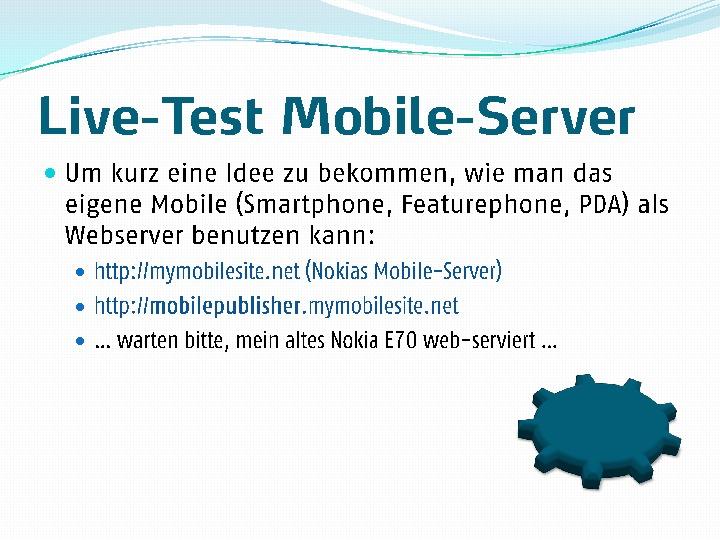 Live-Test Mobile-Server
Um kurz eine Idee zu bekommen, wie man das
eigene Mobile (Smartphone, Featurephone, PDA) als
Webserver benutzen kann:
http://mymobilesite.net (Nokias Mobile-Server)
http://mobilepublisher.mymobilesite.net
... warten bitte, mein altes Nokia E70 web-serviert ...